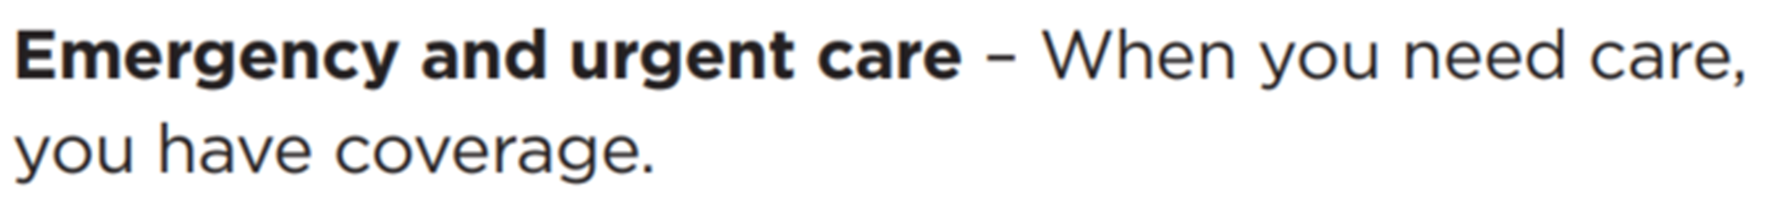 Emergency and urgent care – When you need care,
you have coverage.